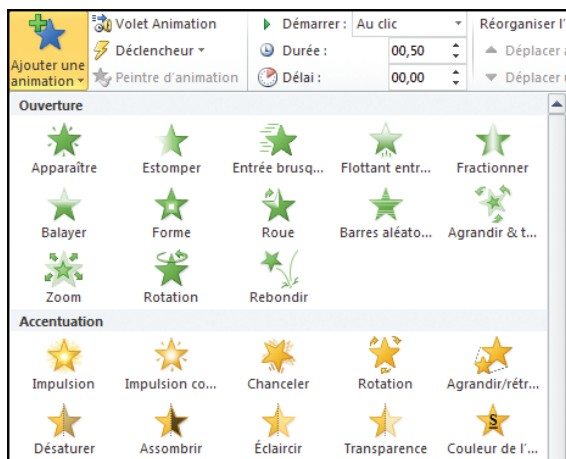 Volet Animation
Démarrer : Au clic
Réorganiser l'
Déclencheur
Durée : 00,50
Déplacer
Ajouter une
animation
Peintre d'animation
Délai : 00,00
Déplacer
Ouverture
Apparaître Estomper Entrée brusq... Flottant entr... Fractionner
Balayer Forme Roue Barres aléato... Agrandir & t...
Zoom Rotation Rebondir
Accentuation
Impulsion Impulsion co... Chanceler Rotation Agrandir/rétr...
Désaturer Assombrir Éclaircir Transparence Couleur de l'...